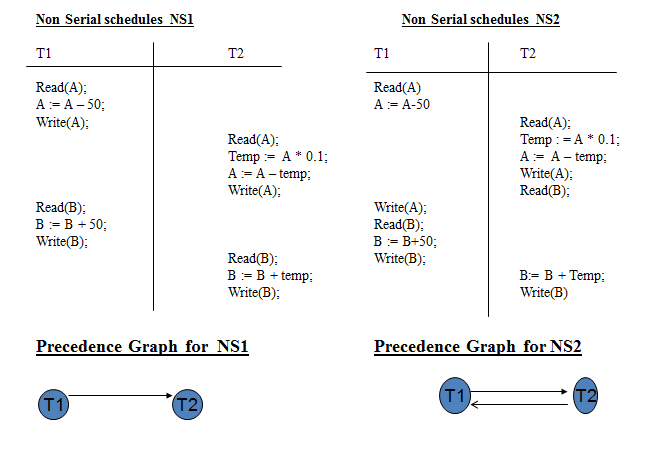 Non Serial schedules NS1
T1
T2
Read(A);
A := A – 50;
Write(A);
Read(A);
Temp := A * 0.1;
A := A – temp;
Write(A);
Read(B);
B := B + 50;
Write(B);
Read(B);
B := B + temp;
Write(B);
Precedence Graph for NS1
T1
T2
Non Serial schedules NS2
T1
T2
Read(A)
A := A-50
Read(A);
Temp : = A * 0.1;
A := A – temp;
Write(A);
Read(B);
Write(A);
Read(B);
B := B+50;
Write(B);
B:= B + Temp;
Write(B)
Precedence Graph for NS2
T1
T2